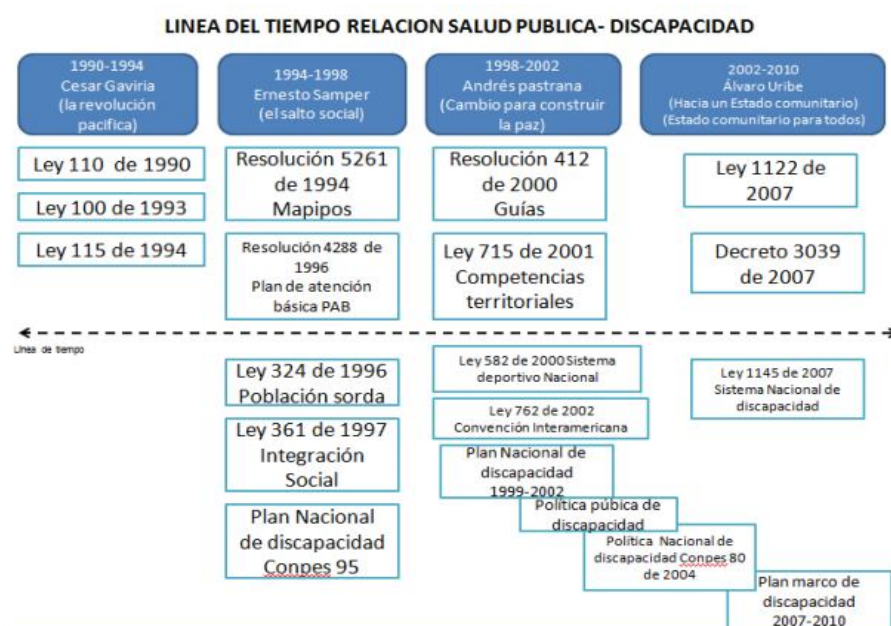 LINEA DEL TIEMPO RELACION SALUD PUBLICA- DISCAPACIDAD
1990-1994
Cesar Gaviria
(la revolución
pacifica)
1994-1998
Ernesto Samper
(el salto social)
1998-2002
Andrés pastrana
(Cambio para construir
la paz)
2002-2010
Álvaro Uribe
(Hacia un Estado comunitario)
(Estado comunitario para todos)
Ley 110 de 1990
Ley 100 de 1993
Ley 115 de 1994
Resolución 5261
de 1994
Mapipos
Resolución 4288 de
1996
Plan de atención
básica PAB
Resolución 412
de 2000
Guías
Ley 715 de 2001
Competencias
territoriales
Ley 1122 de
2007
Decreto 3039
de 2007
Línea de tiempo
Ley 324 de 1996
Población sorda
Ley 361 de 1997
Integración
Social
Plan Nacional
de discapacidad
Conpes 95
Ley 582 de 2000 Sistema
deportivo Nacional
Ley 762 de 2002
Convención Interamericana
Plan Nacional de
discapacidad
1999-2002
Política púbica de
discapacidad
Política Nacional de
discapacidad Conpes 80
de 2004
Ley 1145 de 2007
Sistema Nacional de
discapacidad
Plan marco de
discapacidad
2007-2010